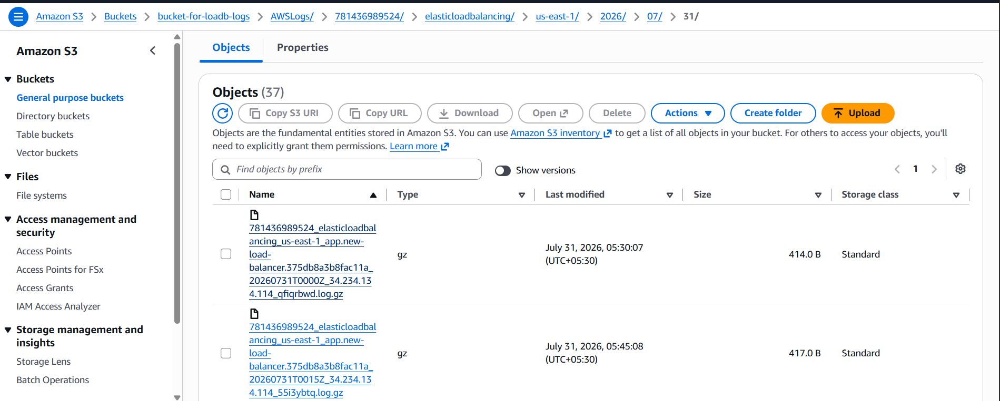 Amazon S3 > Buckets > bucket-for-loadb-logs > AWSLogs/ > 781436989524/ > elasticloadbalancing/ > us-east-1/ > 2026/ > 07/ > 31/
Amazon S3
Buckets
General purpose buckets
Directory buckets
Table buckets
Vector buckets
Files
File systems
Access management and
security
Access Points
Access Points for FSx
Access Grants
IAM Access Analyzer
Storage management and
insights
Storage Lens
Batch Operations
Objects Properties
Objects (37)
Copy S3 URI Copy URL Download Open Delete Actions Create folder Upload
Objects are the fundamental entities stored in Amazon S3. You can use Amazon S3 inventory to get a list of all objects in your bucket. For others to access your objects, you'll
need to explicitly grant them permissions. Learn more
Find objects by prefix Show versions 1
Name Type Last modified Size Storage class
781436989524_elasticloadbal
ancing_us-east-1_app.new-
load-
balancer.375db8a3b8fac11a_
20260731T0000Z_34.234.13
4.114_qfiqrbwd.log.gz
gz
July 31, 2026, 05:30:07
(UTC+05:30)
414.0 B
Standard
781436989524_elasticloadbal
ancing_us-east-1_app.new-
load-
balancer.375db8a3b8fac11a_
20260731T0015Z_34.234.13
4.114_55i3ybtq.log.gz
gz
July 31, 2026, 05:45:08
(UTC+05:30)
417.0 B
Standard